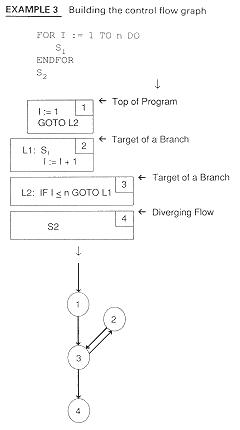 EXAMPLE 3 Building the control flow graph
FOR I := 1 TO n DO
S1
ENDFOR
S2
↓
I := 1 1 ← Top of Program
GOTO L2
L1: S1 2 ← Target of a Branch
I := I + 1
L2: IF I ≤ n GOTO L1 3 ← Target of a Branch
S2 4 ← Diverging Flow
↓
1
2
3
4